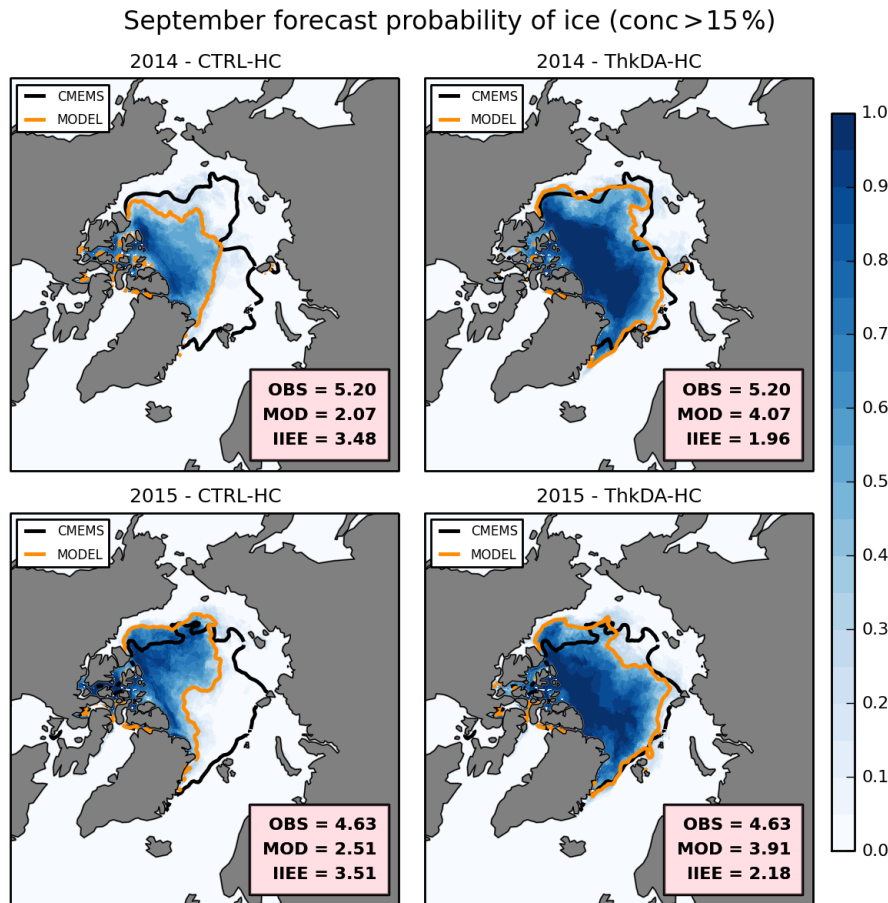 September forecast probability of ice (conc > 15 %)
2014 - CTRL-HC
2014 - ThkDA-HC
CMEMS
MODEL
CMEMS
MODEL
OBS = 5.20
MOD = 2.07
IIEE = 3.48
OBS = 5.20
MOD = 4.07
IIEE = 1.96
2015 - CTRL-HC
2015 - ThkDA-HC
CMEMS
MODEL
CMEMS
MODEL
OBS = 4.63
MOD = 2.51
IIEE = 3.51
OBS = 4.63
MOD = 3.91
IIEE = 2.18
1.0
0.9
0.8
0.7
0.6
0.5
0.4
0.3
0.2
0.1
0.0